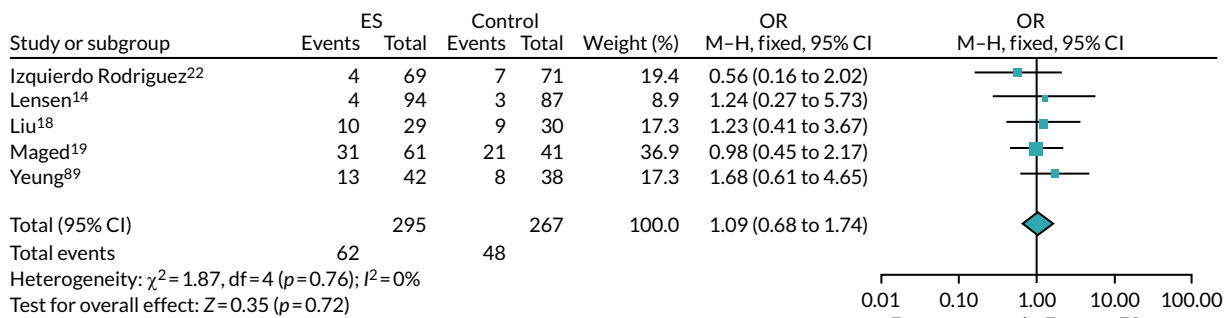 ES Control OR OR
Study or subgroup Events Total Events Total Weight (%) M–H, fixed, 95% CI M–H, fixed, 95% CI
Izquierdo Rodriguez²² 4 69 7 71 19.4 0.56 (0.16 to 2.02)
Lensen¹⁴ 4 94 3 87 8.9 1.24 (0.27 to 5.73)
Liu¹⁸ 10 29 9 30 17.3 1.23 (0.41 to 3.67)
Maged¹⁹ 31 61 21 41 36.9 0.98 (0.45 to 2.17)
Yeung⁸⁹ 13 42 8 38 17.3 1.68 (0.61 to 4.65)
Total (95% CI) 295 267 100.0 1.09 (0.68 to 1.74)
Total events 62 48
Heterogeneity: χ²=1.87, df=4 (p=0.76); I²=0%
Test for overall effect: Z=0.35 (p=0.72)
0.01 0.10 1.00 10.00 100.00